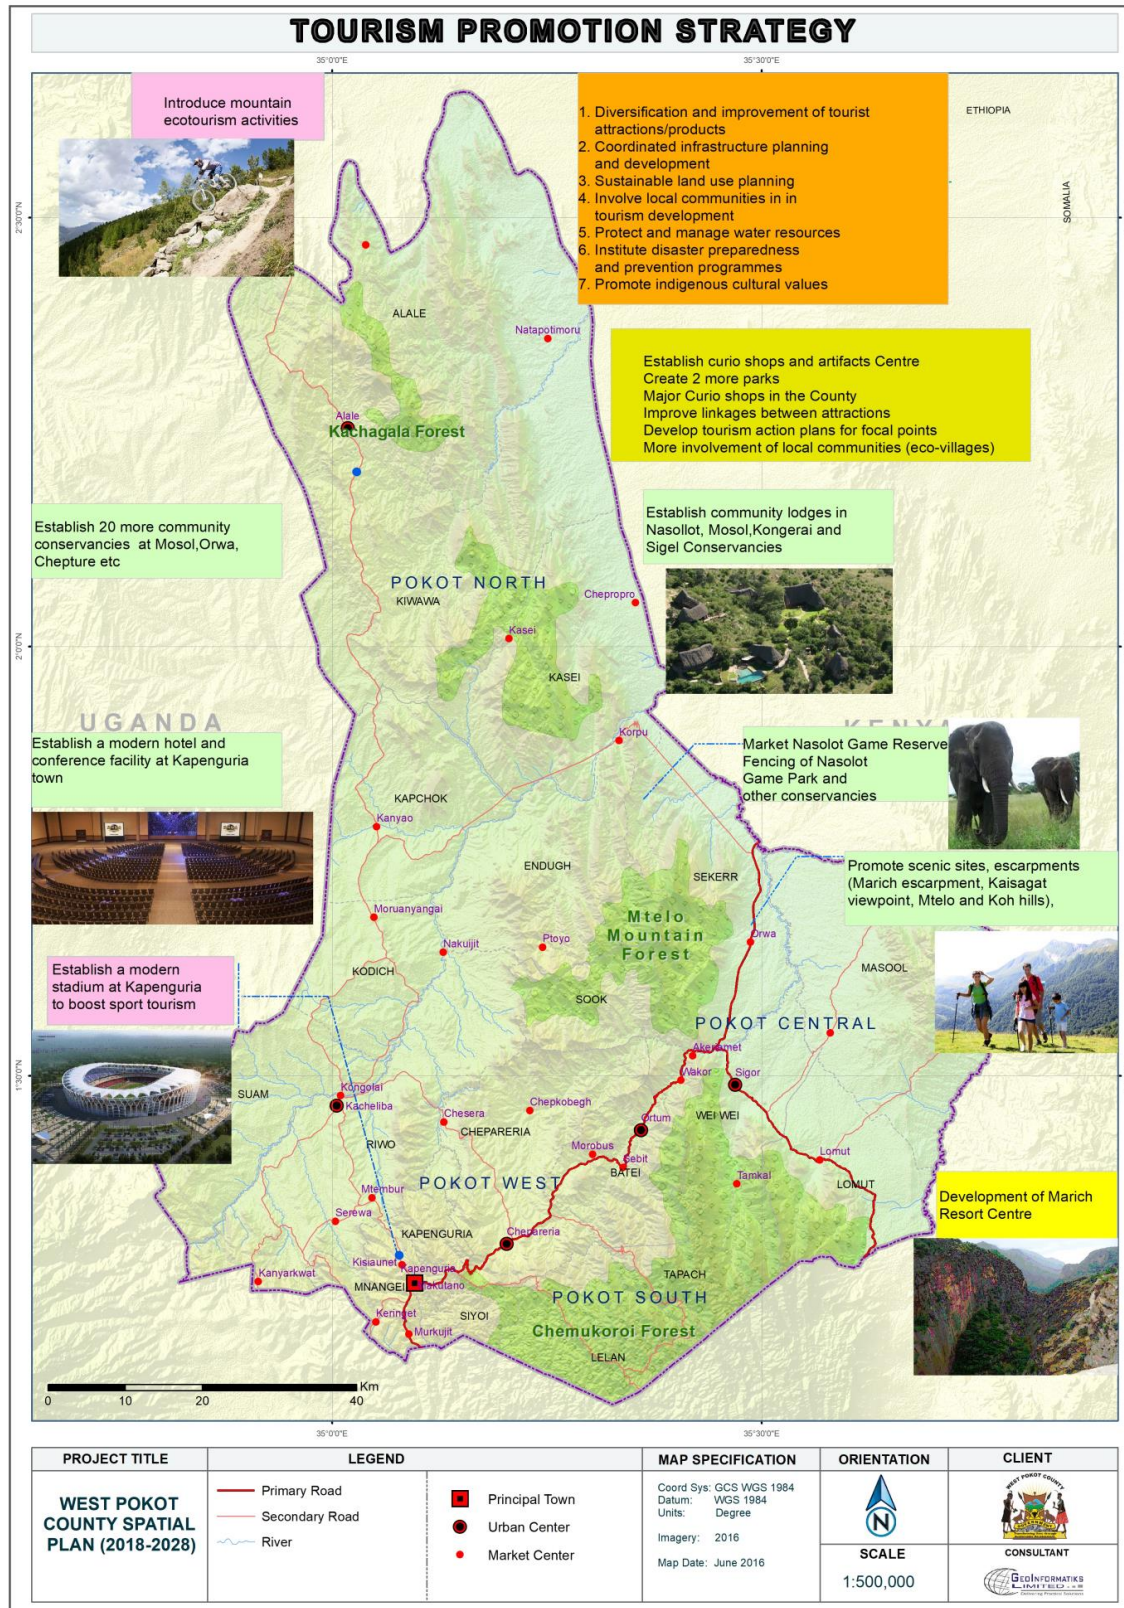 TOURISM PROMOTION STRATEGY
35°0'0"E
35°30'0"E
Introduce mountain
ecotourism activities
1. Diversification and improvement of tourist
attractions/products
2. Coordinated infrastructure planning
and development
3. Sustainable land use planning
4. Involve local communities in in
tourism development
5. Protect and manage water resources
6. Institute disaster preparedness
and prevention programmes
7. Promote indigenous cultural values
ETHIOPIA
SOMALIA
2°30'0"N
ALALE
Natapotimoru
Establish curio shops and artifacts Centre
Create 2 more parks
Major Curio shops in the County
Improve linkages between attractions
Develop tourism action plans for focal points
More involvement of local communities (eco-villages)
Alale
Kachagala Forest
Establish 20 more community
conservancies at Mosol,Orwa,
Chepture etc
Establish community lodges in
Nasollot, Mosol,Kongerai and
Sigel Conservancies
POKOT NORTH
KIWAWA
Chepropro
Kasei
2°0'0"N
KASEI
UGANDA
KENYA
Establish a modern hotel and
conference facility at Kapenguria
town
Korpu
Market Nasolot Game Reserve
Fencing of Nasolot
Game Park and
other conservancies
KAPCHOK
Kanyao
ENDUGH
SEKERR
Promote scenic sites, escarpments
(Marich escarpment, Kaisagat
viewpoint, Mtelo and Koh hills),
Moruanyangai
Mtelo
Mountain
Forest
Nakuijit
Ptoyo
Orwa
KODICH
MASOOL
Establish a modern
stadium at Kapenguria
to boost sport tourism
SOOK
POKOT CENTRAL
Akeriamet
Wakor
Sigor
1°30'0"N
SUAM
Kongolai
Kacheliba
Chesera
Chepkobegh
CHEPARERIA
Ortum
WEI WEI
RIWO
Morobus
Sebit
BATEI
Lomut
LOMUT
Tamkal
POKOT WEST
Mtembur
Serewa
Development of Marich
Resort Centre
KAPENGURIA
Chepareria
Kisiaunet
Kapenguria
Kanyarkwat
MNANGEI
Makutano
TAPACH
POKOT SOUTH
SIYOI
Keringet
Murkujit
Chemukoroi Forest
LELAN
Km
0 10 20 40
35°0'0"E
35°30'0"E
PROJECT TITLE
WEST POKOT
COUNTY SPATIAL
PLAN (2018-2028)
LEGEND
Primary Road
Secondary Road
River
Principal Town
Urban Center
Market Center
MAP SPECIFICATION
Coord Sys: GCS WGS 1984
Datum: WGS 1984
Units: Degree
Imagery: 2016
Map Date: June 2016
ORIENTATION
N
SCALE
1:500,000
CLIENT
WEST POKOT COUNTY
CONSULTANT
GEOINFORMATIKS
LIMITED